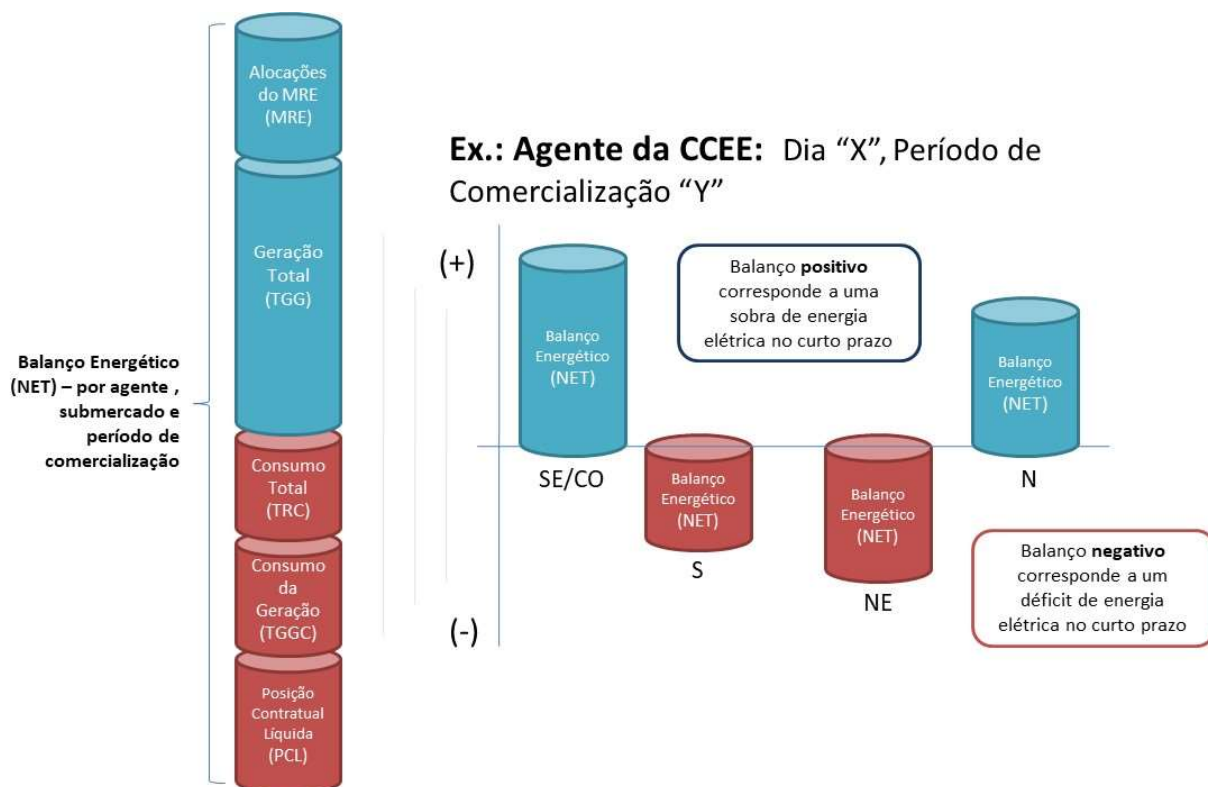 Alocações
do MRE
(MRE)
Geração
Total
(TGG)
Balanço Energético
(NET) – por agente ,
submercado e
período de
comercialização
Consumo
Total
(TRC)
Consumo
da
Geração
(TGGC)
Posição
Contratual
Líquida
(PCL)
Ex.: Agente da CCEE: Dia “X”, Período de
Comercialização “Y”
(+)
Balanço
Energético
(NET)
SE/CO
Balanço positivo
corresponde a uma
sobra de energia
elétrica no curto prazo
Balanço
Energético
(NET)
N
Balanço
Energético
(NET)
S
Balanço
Energético
(NET)
NE
Balanço negativo
corresponde a um
déficit de energia
elétrica no curto prazo
(-)